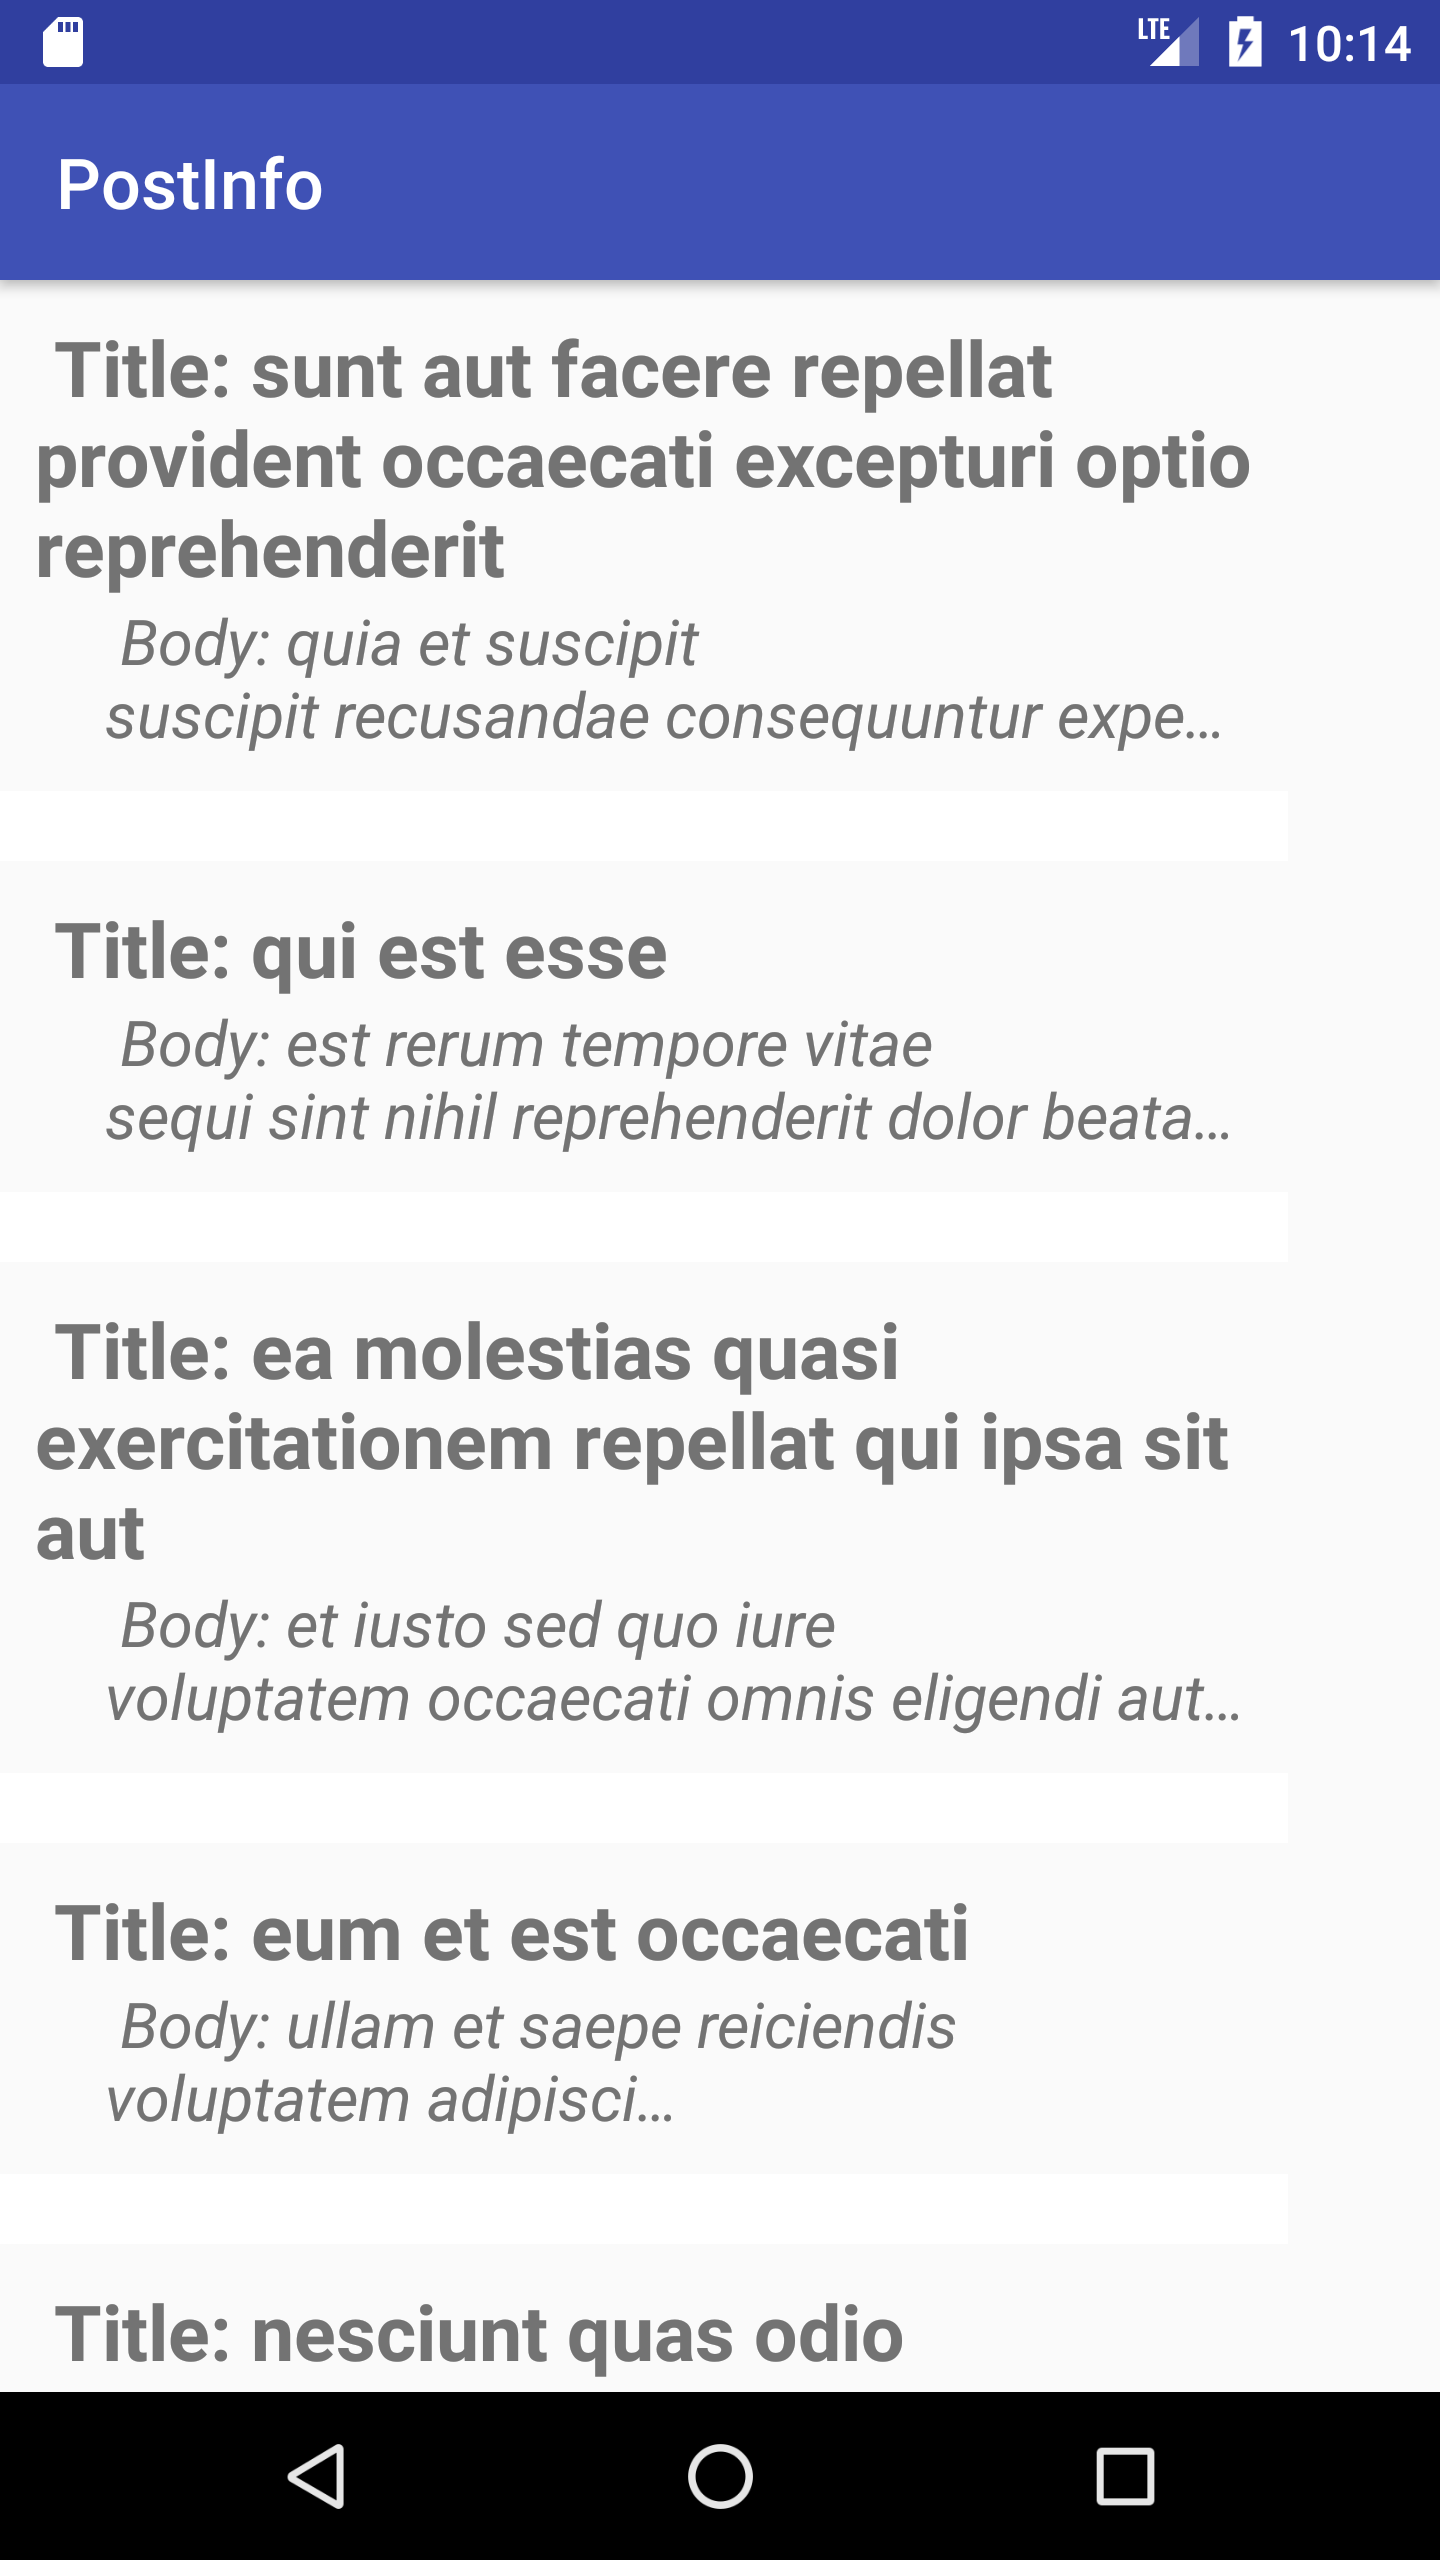 LTE 10:14
PostInfo
Title: sunt aut facere repellat
provident occaecati excepturi optio
reprehenderit
Body: quia et suscipit
suscipit recusandae consequuntur expe…
Title: qui est esse
Body: est rerum tempore vitae
sequi sint nihil reprehenderit dolor beata…
Title: ea molestias quasi
exercitationem repellat qui ipsa sit
aut
Body: et iusto sed quo iure
voluptatem occaecati omnis eligendi aut…
Title: eum et est occaecati
Body: ullam et saepe reiciendis
voluptatem adipisci…
Title: nesciunt quas odio